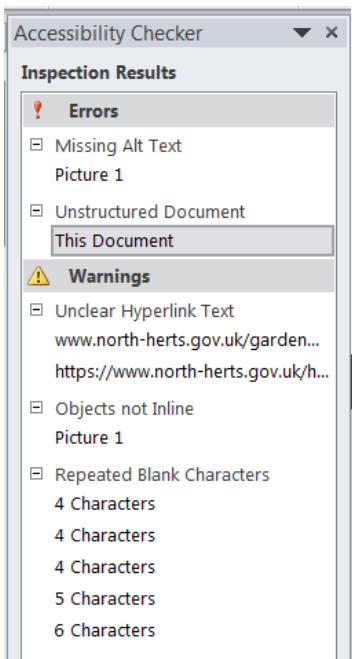 Accessibility Checker
Inspection Results
Errors
Missing Alt Text
Picture 1
Unstructured Document
This Document
Warnings
Unclear Hyperlink Text
www.north-herts.gov.uk/garden...
https://www.north-herts.gov.uk/h...
Objects not Inline
Picture 1
Repeated Blank Characters
4 Characters
4 Characters
4 Characters
5 Characters
6 Characters